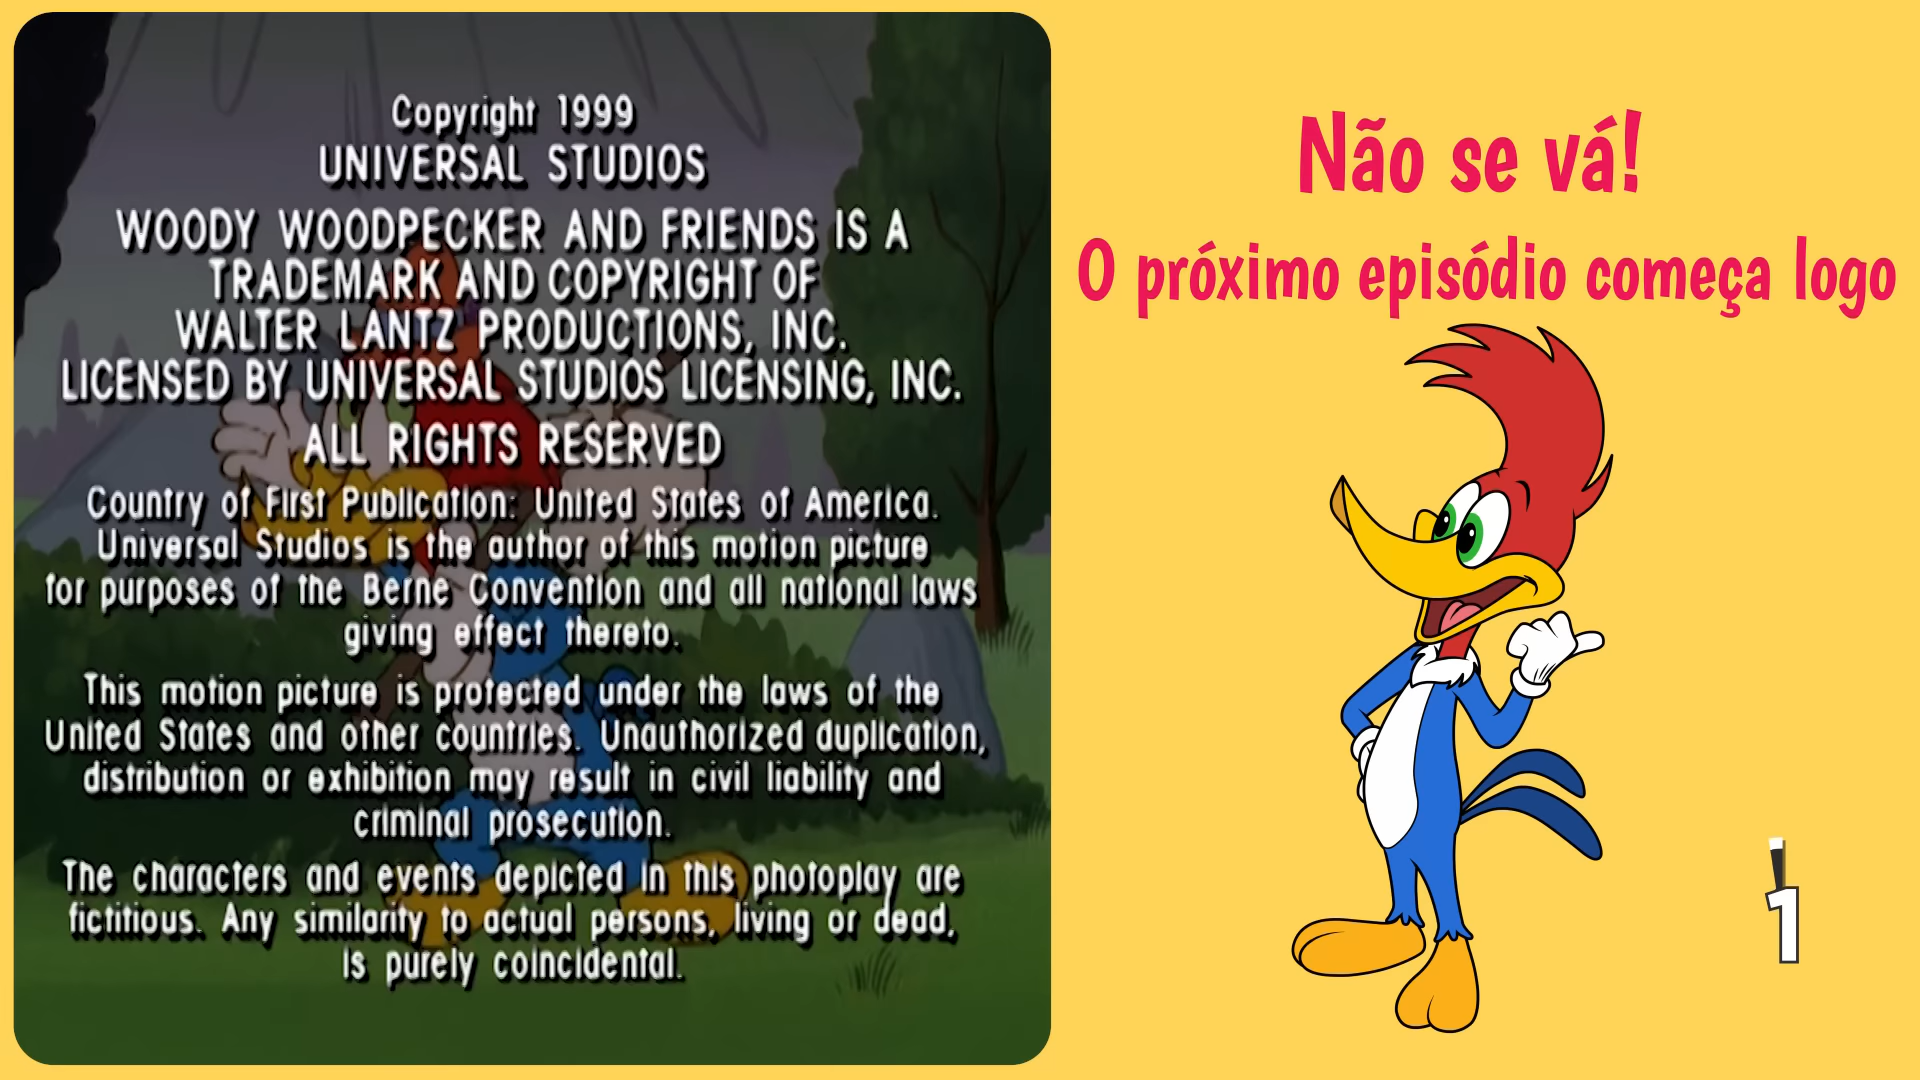 Copyright 1999
UNIVERSAL STUDIOS
WOODY WOODPECKER AND FRIENDS IS A
TRADEMARK AND COPYRIGHT OF
WALTER LANTZ PRODUCTIONS, INC.
LICENSED BY UNIVERSAL STUDIOS LICENSING, INC.
ALL RIGHTS RESERVED
Country of First Publication: United States of America.
Universal Studios is the author of this motion picture
for purposes of the Berne Convention and all national laws
giving effect thereto.
This motion picture is protected under the laws of the
United States and other countries. Unauthorized duplication,
distribution or exhibition may result in civil liability and
criminal prosecution.
The characters and events depicted in this photoplay are
fictitious. Any similarity to actual persons, living or dead,
is purely coincidental.
Não se vá!
O próximo episódio começa logo
1